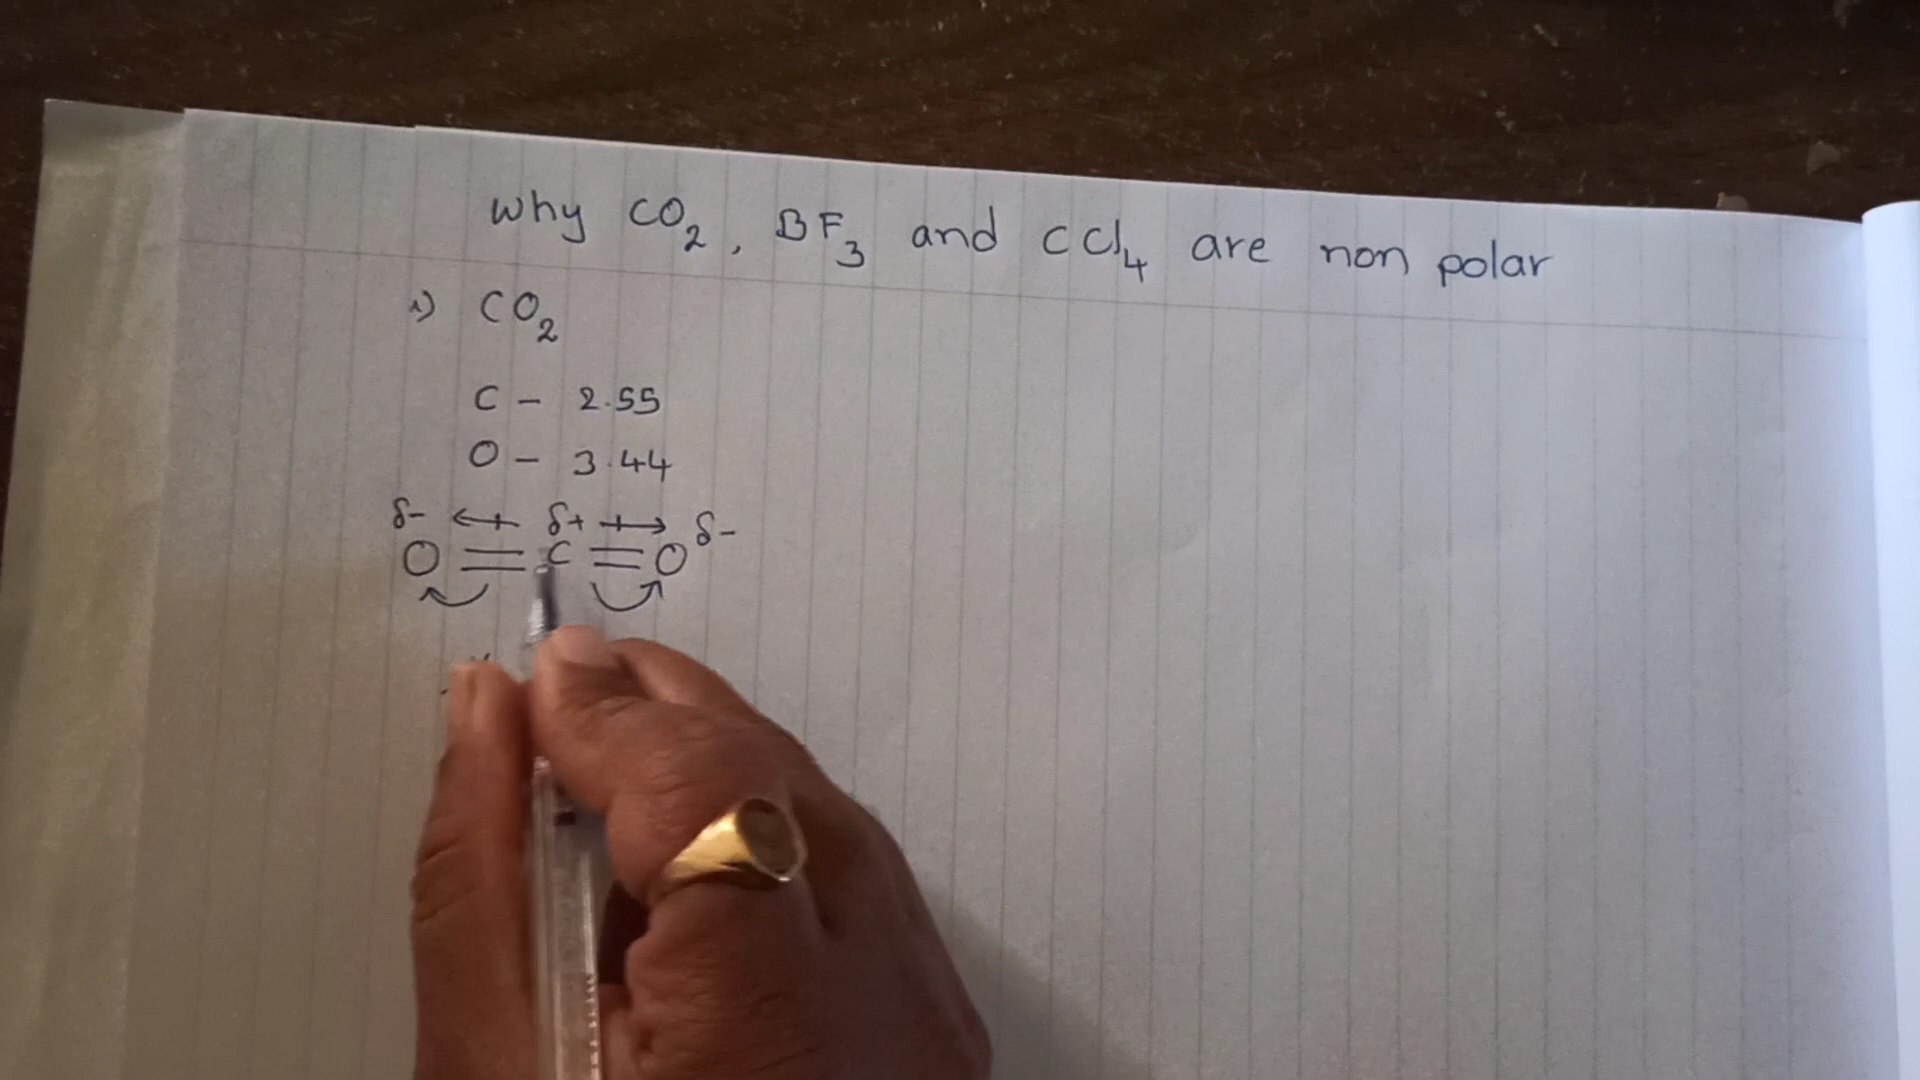 Why CO₂, BF₃ and CCl₄ are non polar
1) CO₂
C - 2.55
O - 3.44
δ- ← δ+ → δ-
O = C = O